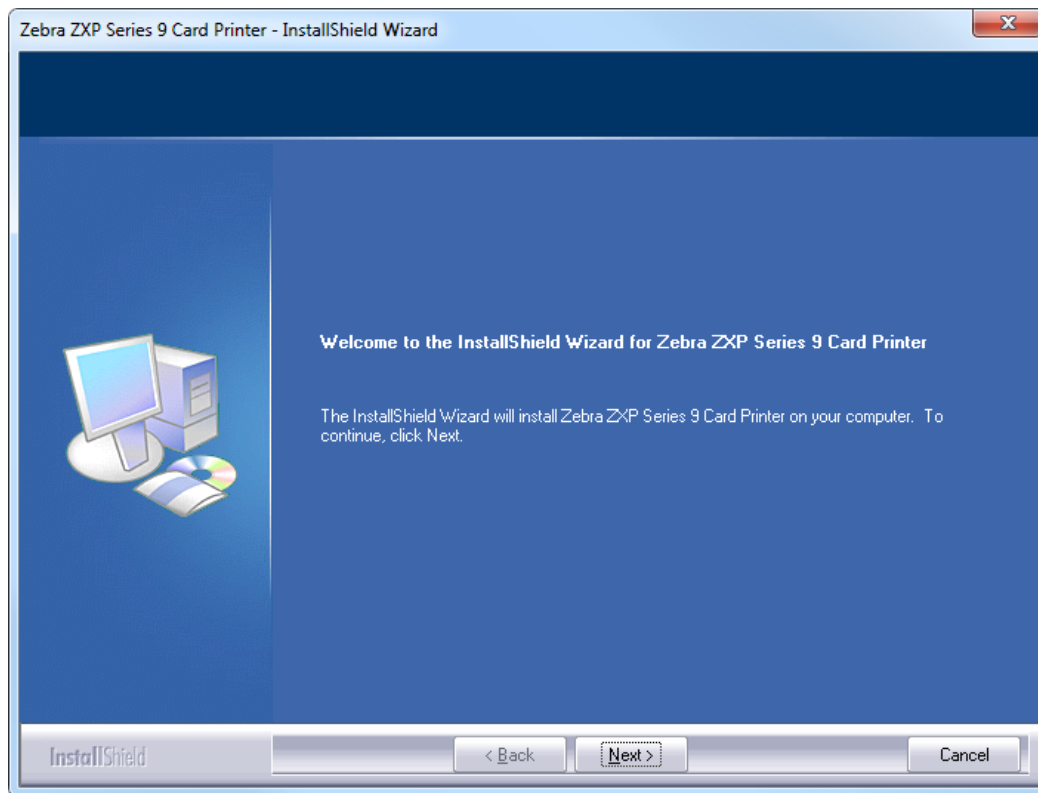 Zebra ZXP Series 9 Card Printer - InstallShield Wizard
Welcome to the InstallShield Wizard for Zebra ZXP Series 9 Card Printer
The InstallShield Wizard will install Zebra ZXP Series 9 Card Printer on your computer. To
continue, click Next.
InstallShield
< Back
Next >
Cancel